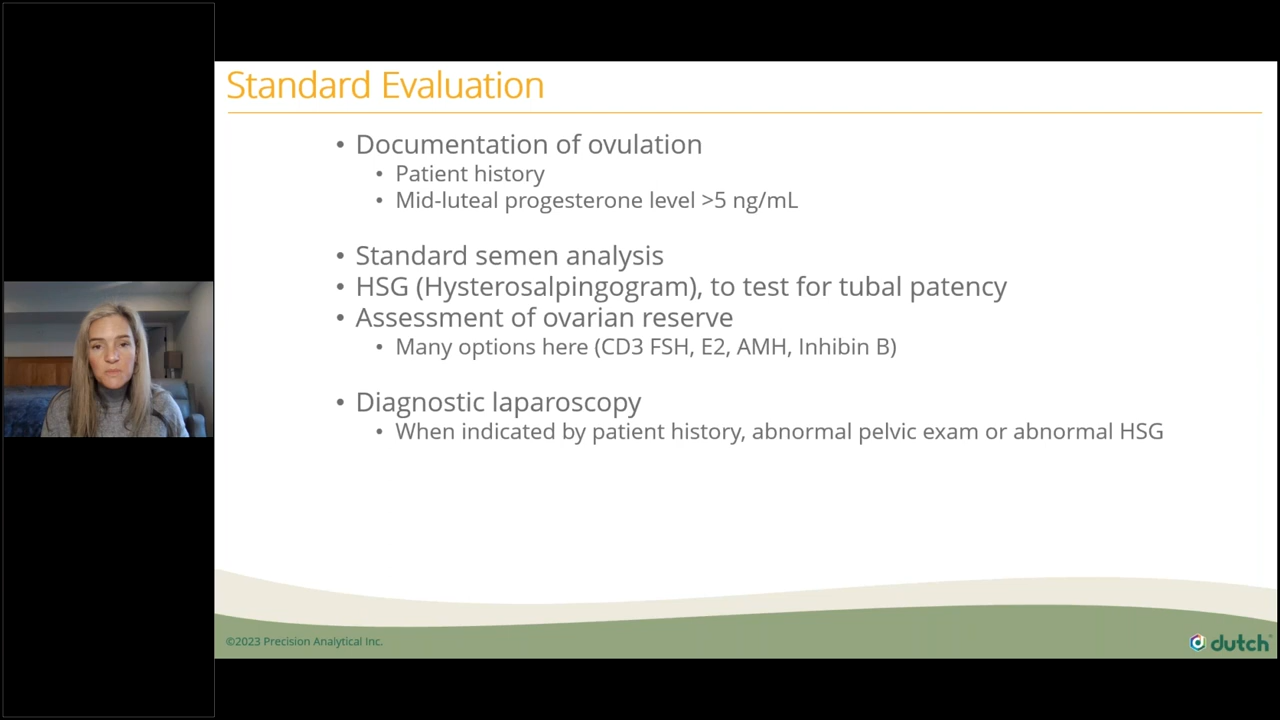 Standard Evaluation
• Documentation of ovulation
• Patient history
• Mid-luteal progesterone level >5 ng/mL
• Standard semen analysis
• HSG (Hysterosalpingogram), to test for tubal patency
• Assessment of ovarian reserve
• Many options here (CD3 FSH, E2, AMH, Inhibin B)
• Diagnostic laparoscopy
• When indicated by patient history, abnormal pelvic exam or abnormal HSG
©2023 Precision Analytical Inc.
dutch